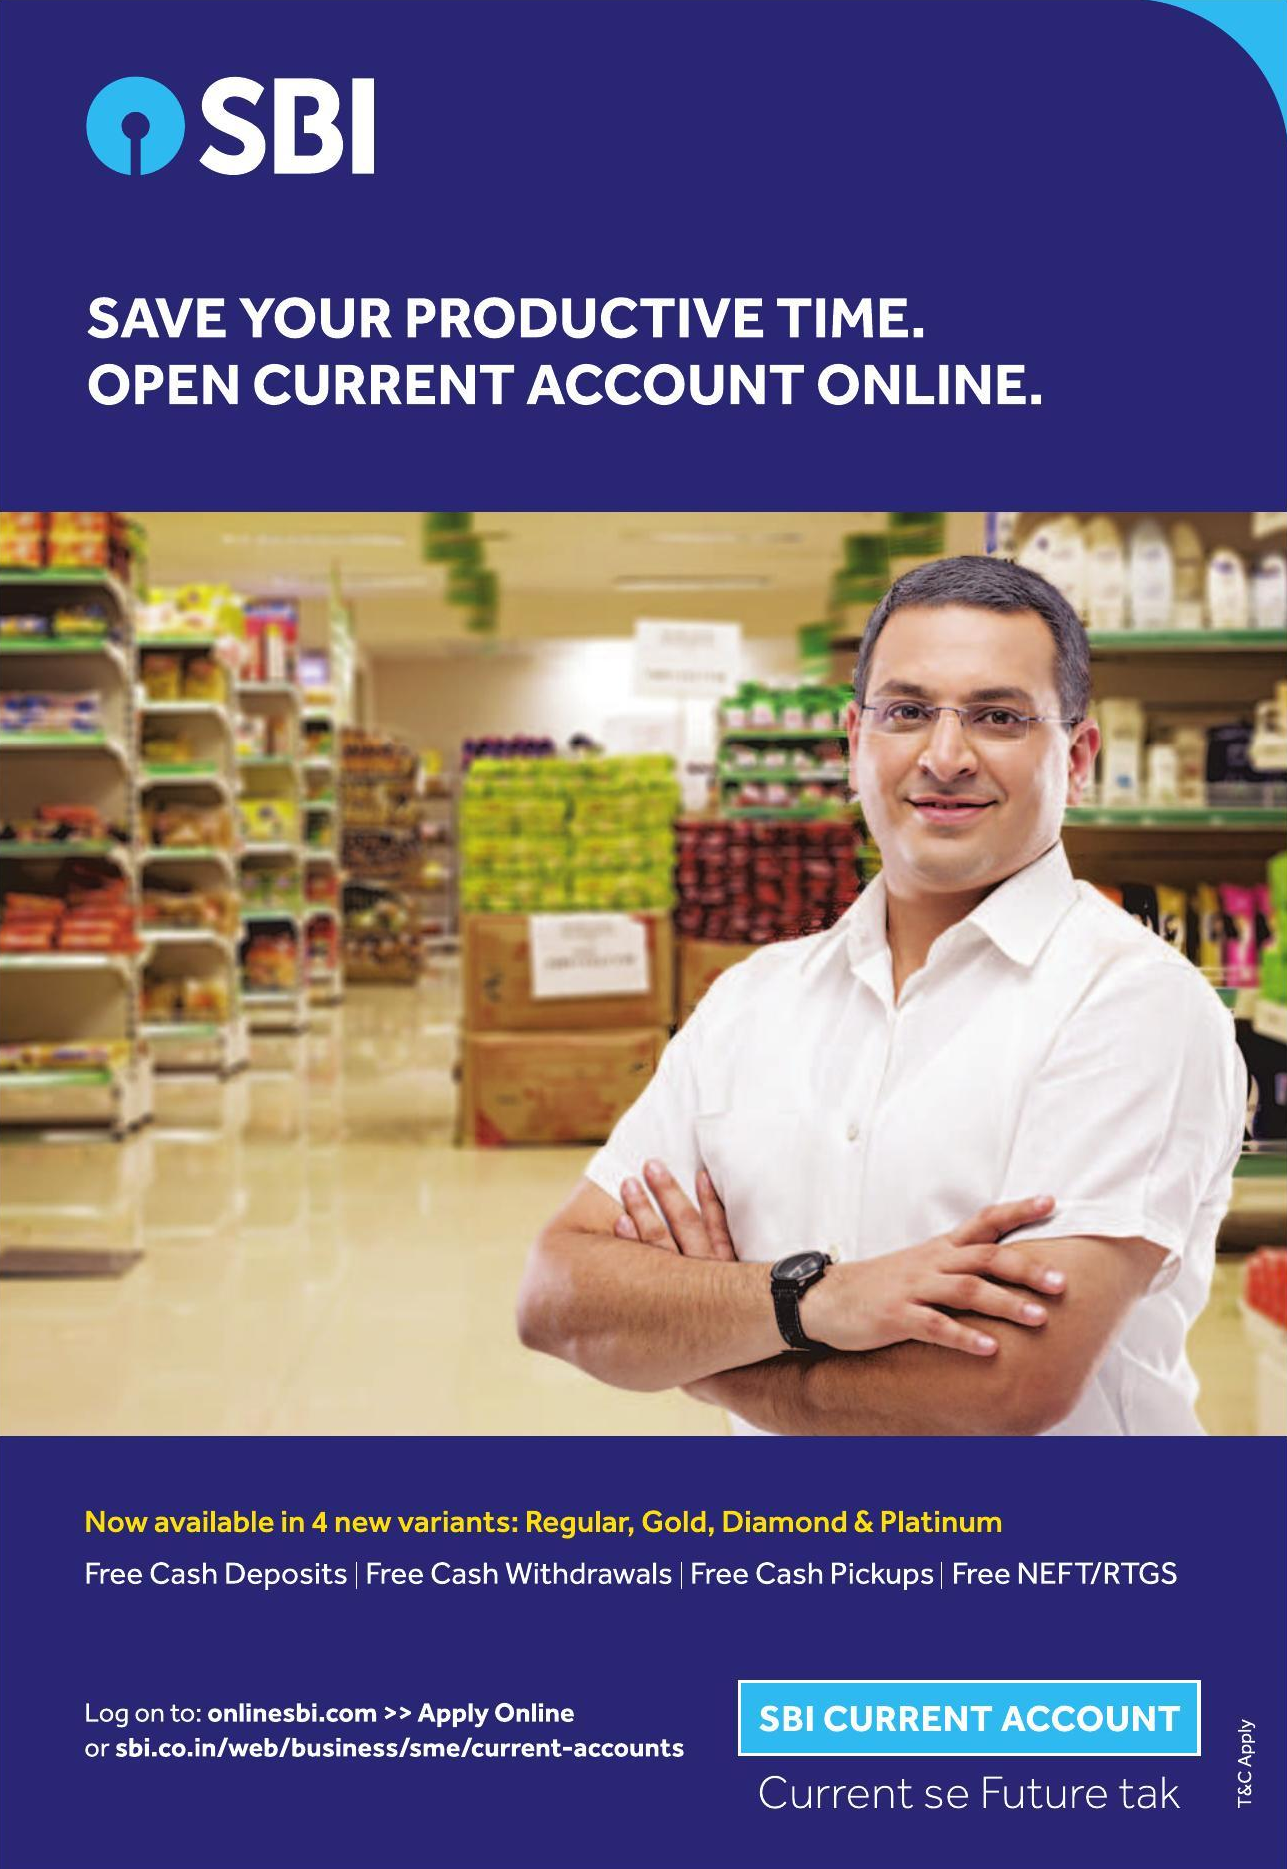 SBI
SAVE YOUR PRODUCTIVE TIME.
OPEN CURRENT ACCOUNT ONLINE.
Now available in 4 new variants: Regular, Gold, Diamond & Platinum
Free Cash Deposits | Free Cash Withdrawals | Free Cash Pickups | Free NEFT/RTGS
Log on to: onlinesbi.com >> Apply Online
or sbi.co.in/web/business/sme/current-accounts
SBI CURRENT ACCOUNT
Current se Future tak
T&C Apply